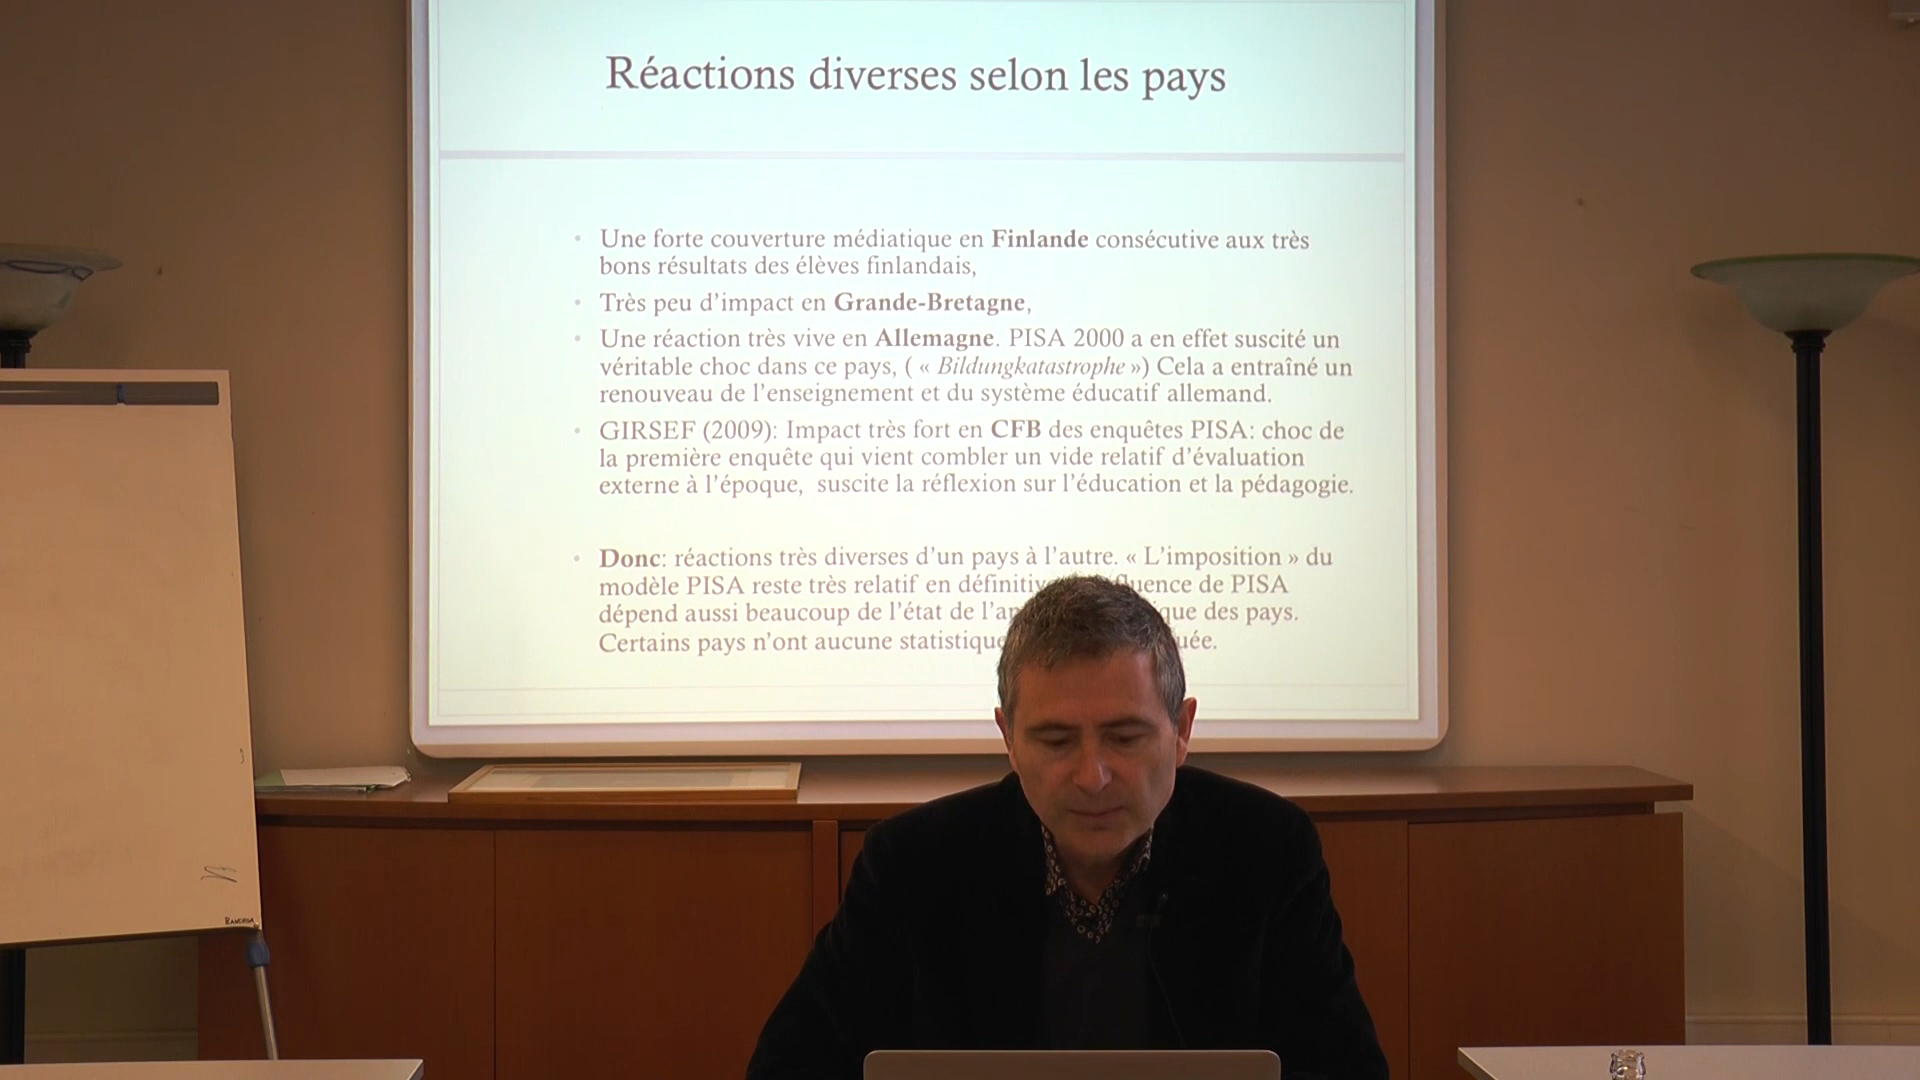 Réactions diverses selon les pays
• Une forte couverture médiatique en Finlande consécutive aux très
bons résultats des élèves finlandais,
• Très peu d'impact en Grande-Bretagne,
• Une réaction très vive en Allemagne. PISA 2000 a en effet suscité un
véritable choc dans ce pays, ( « Bildungkatastrophe ») Cela a entraîné un
renouveau de l'enseignement et du système éducatif allemand.
• GIRSEF (2009): Impact très fort en CFB des enquêtes PISA: choc de
la première enquête qui vient combler un vide relatif d'évaluation
externe à l'époque, suscite la réflexion sur l'éducation et la pédagogie.
• Donc: réactions très diverses d'un pays à l'autre. « L'imposition » du
modèle PISA reste très relatif en de PISA
dépend aussi beaucoup de l'état de des pays.
Certains pays n'ont aucune